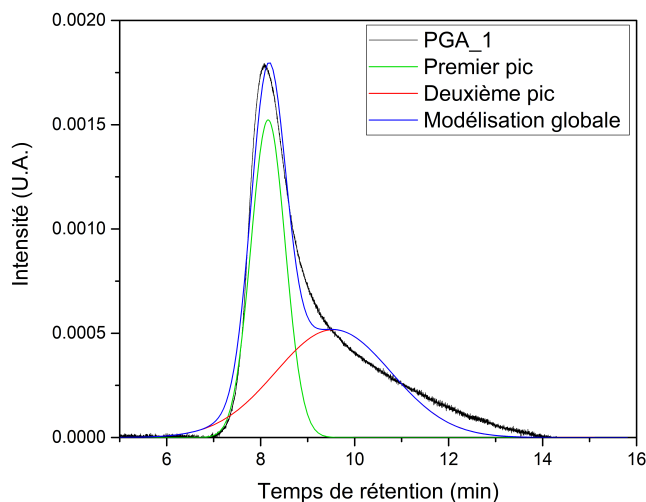 0.0020
PGA_1
Premier pic
Deuxième pic
Modélisation globale
0.0015
0.0010
0.0005
0.0000
Intensité (U.A.)
6 8 10 12 14 16
Temps de rétention (min)